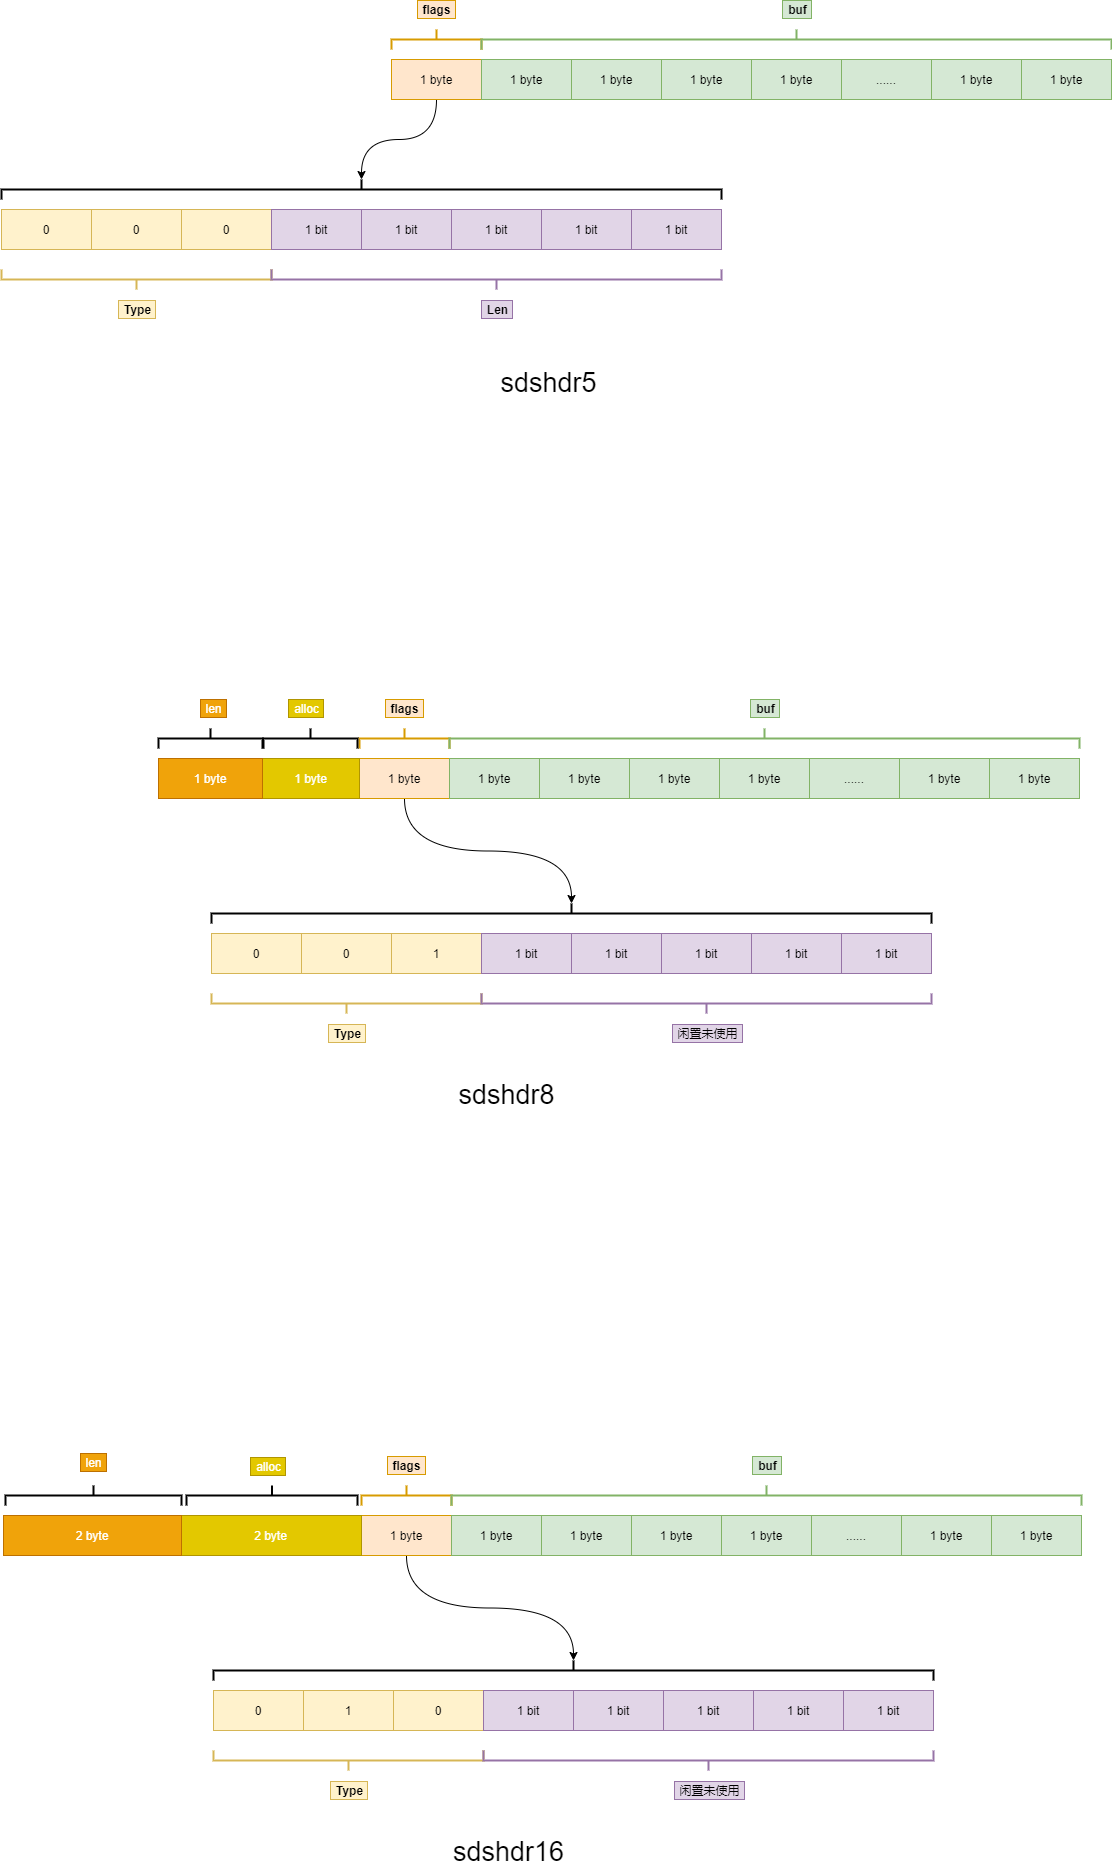 flags buf
1 byte 1 byte 1 byte 1 byte 1 byte ...... 1 byte 1 byte
0 0 0 1 bit 1 bit 1 bit 1 bit 1 bit
Type Len
sdshdr5
len alloc flags buf
1 byte 1 byte 1 byte 1 byte 1 byte 1 byte 1 byte ...... 1 byte 1 byte
0 0 1 1 bit 1 bit 1 bit 1 bit 1 bit
Type 闲置未使用
sdshdr8
len alloc flags buf
2 byte 2 byte 1 byte 1 byte 1 byte 1 byte 1 byte ...... 1 byte 1 byte
0 1 0 1 bit 1 bit 1 bit 1 bit 1 bit
Type 闲置未使用
sdshdr16